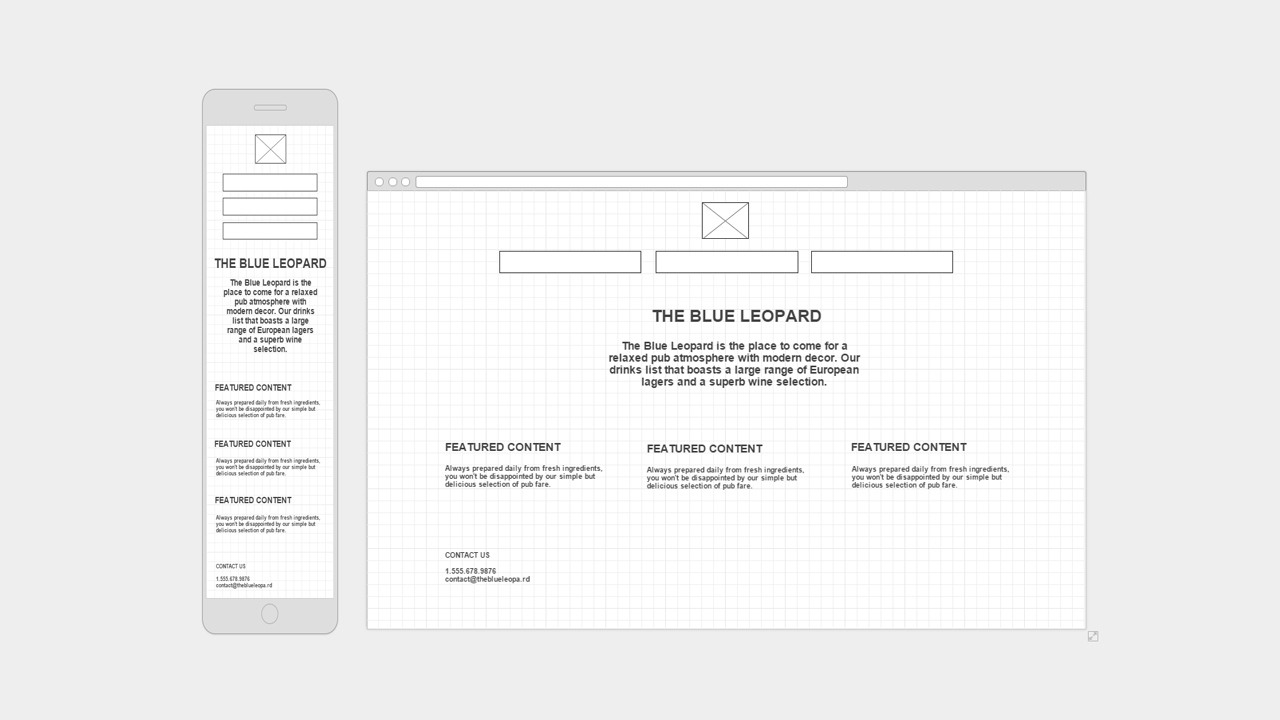 THE BLUE LEOPARD
The Blue Leopard is the
place to come for a relaxed
pub atmosphere with
modern decor. Our drinks
list that boasts a large
range of European lagers
and a superb wine
selection.
FEATURED CONTENT
Always prepared daily from fresh ingredients,
you won't be disappointed by our simple but
delicious selection of pub fare.
FEATURED CONTENT
Always prepared daily from fresh ingredients,
you won't be disappointed by our simple but
delicious selection of pub fare.
FEATURED CONTENT
Always prepared daily from fresh ingredients,
you won't be disappointed by our simple but
delicious selection of pub fare.
CONTACT US
1.555.678.9876
contact@theblueleopa.rd
THE BLUE LEOPARD
The Blue Leopard is the place to come for a
relaxed pub atmosphere with modern decor. Our
drinks list that boasts a large range of European
lagers and a superb wine selection.
FEATURED CONTENT
Always prepared daily from fresh ingredients,
you won't be disappointed by our simple but
delicious selection of pub fare.
FEATURED CONTENT
Always prepared daily from fresh ingredients,
you won't be disappointed by our simple but
delicious selection of pub fare.
FEATURED CONTENT
Always prepared daily from fresh ingredients,
you won't be disappointed by our simple but
delicious selection of pub fare.
CONTACT US
1.555.678.9876
contact@theblueleopa.rd